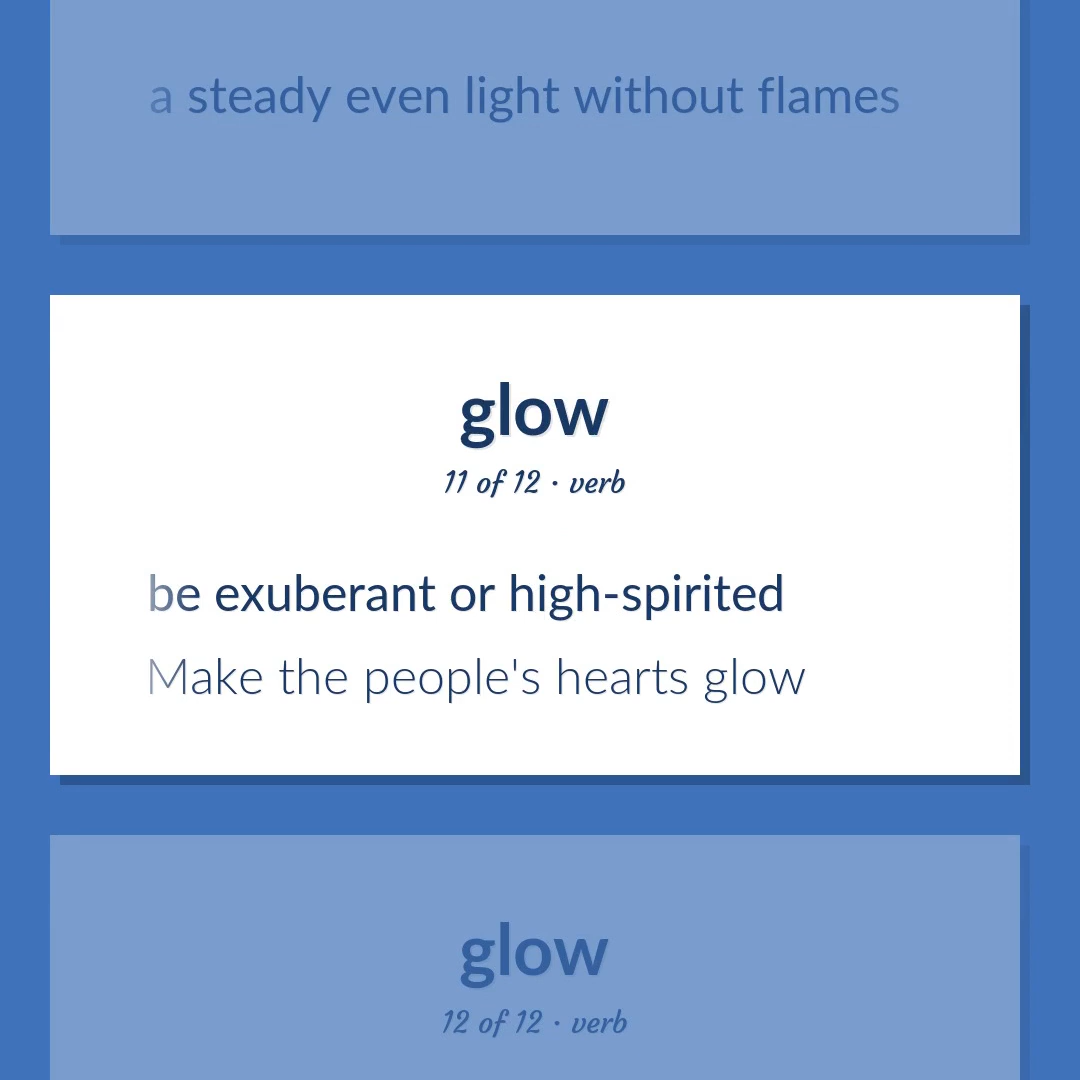 a steady even light without flames
glow
11 of 12 · verb
be exuberant or high-spirited
Make the people's hearts glow
glow
12 of 12 · verb